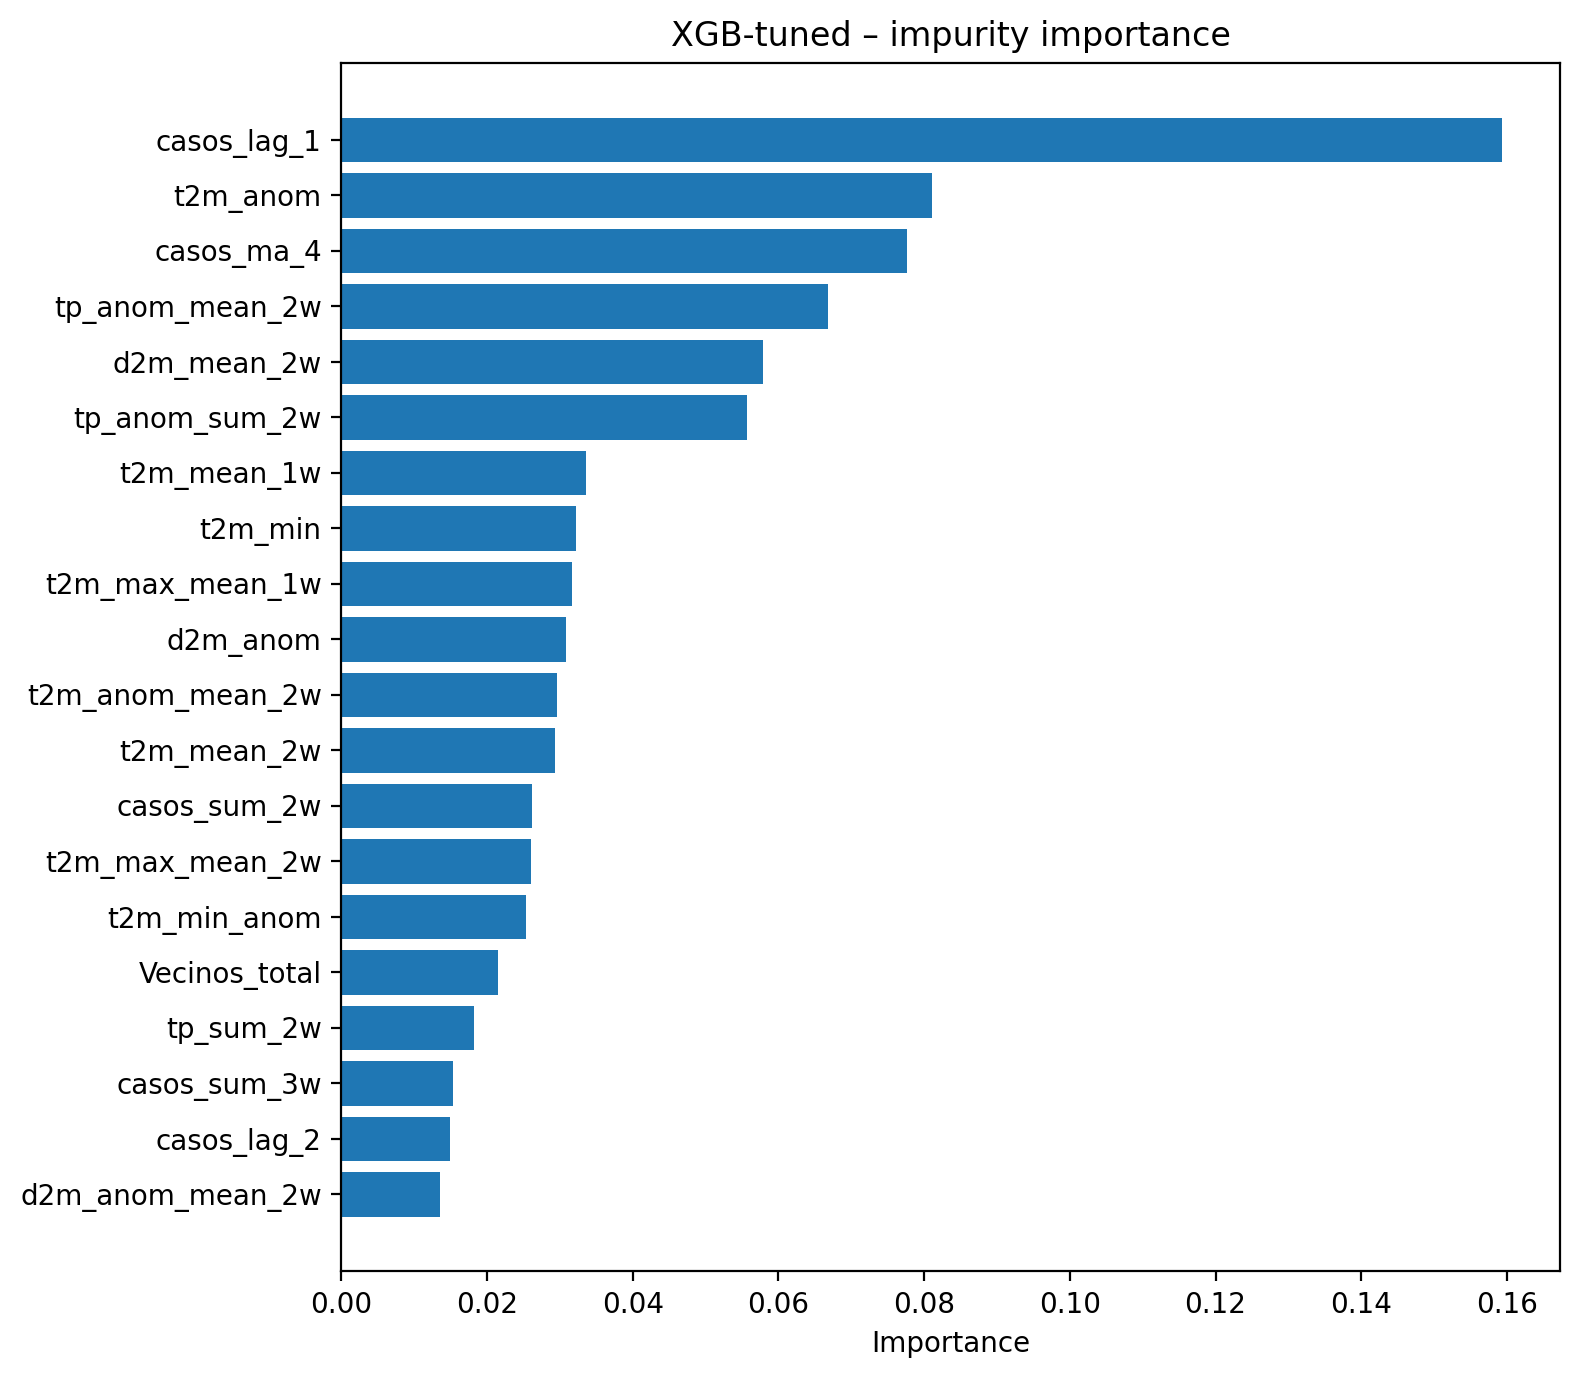 XGB-tuned – impurity importance
casos_lag_1
t2m_anom
casos_ma_4
tp_anom_mean_2w
d2m_mean_2w
tp_anom_sum_2w
t2m_mean_1w
t2m_min
t2m_max_mean_1w
d2m_anom
t2m_anom_mean_2w
t2m_mean_2w
casos_sum_2w
t2m_max_mean_2w
t2m_min_anom
Vecinos_total
tp_sum_2w
casos_sum_3w
casos_lag_2
d2m_anom_mean_2w
0.00 0.02 0.04 0.06 0.08 0.10 0.12 0.14 0.16
Importance